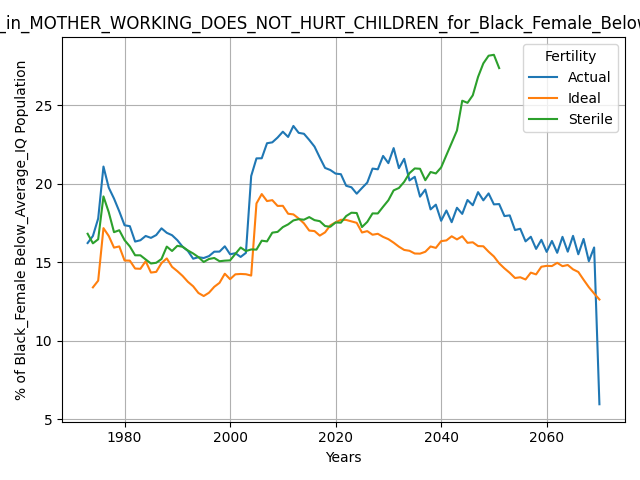 _in_MOTHER_WORKING_DOES_NOT_HURT_CHILDREN_for_Black_Female_Below
Fertility
Actual
Ideal
Sterile
% of Black_Female Below_Average_IQ Population
25
20
15
10
5
1980 2000 2020 2040 2060
Years